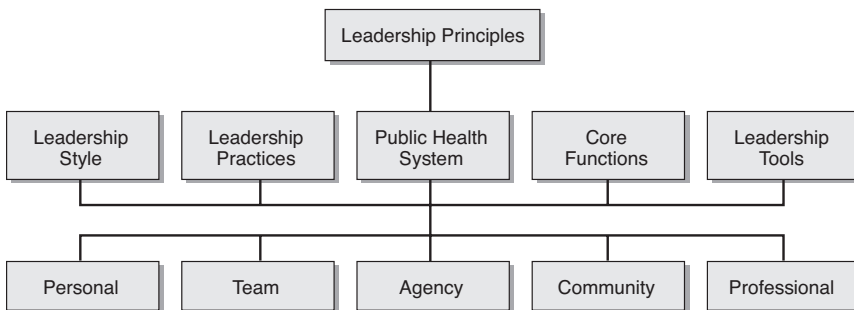 Leadership Principles
Leadership
Style
Leadership
Practices
Public Health
System
Core
Functions
Leadership
Tools
Personal
Team
Agency
Community
Professional